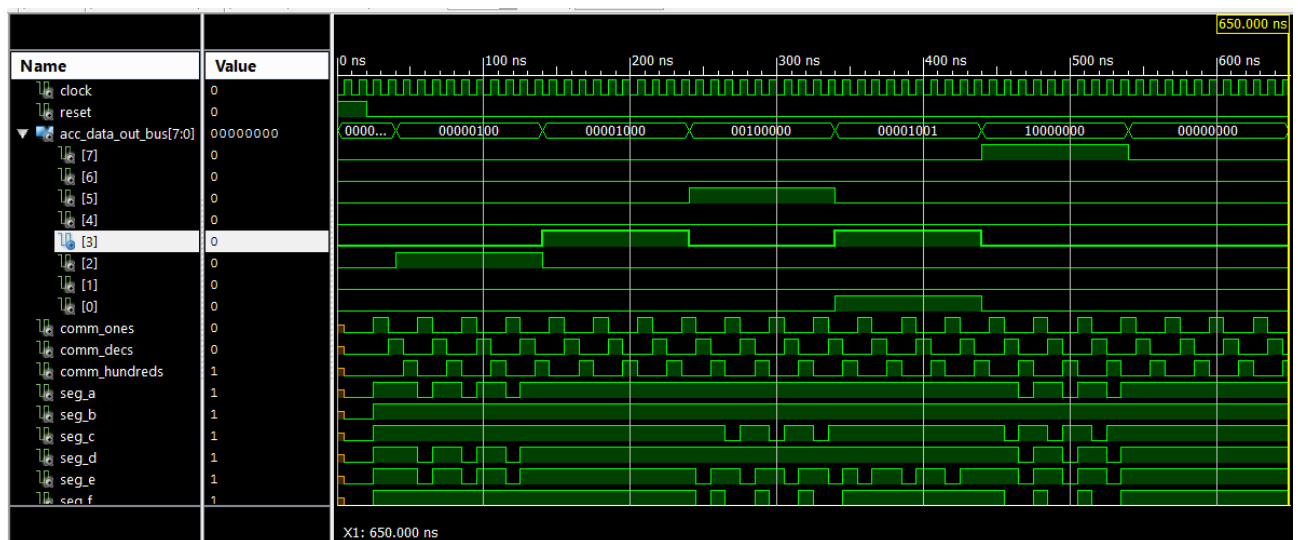 650.000 ns
Name Value
0 ns 100 ns 200 ns 300 ns 400 ns 500 ns 600 ns
clock 0
reset 0
acc_data_out_bus[7:0] 00000000 0000... 00000100 00001000 00100000 00001001 10000000 00000000
[7] 0
[6] 0
[5] 0
[4] 0
[3] 0
[2] 0
[1] 0
[0] 0
comm_ones 0
comm_decs 0
comm_hundreds 1
seg_a 1
seg_b 1
seg_c 1
seg_d 1
seg_e 1
seg_f 1
X1: 650.000 ns